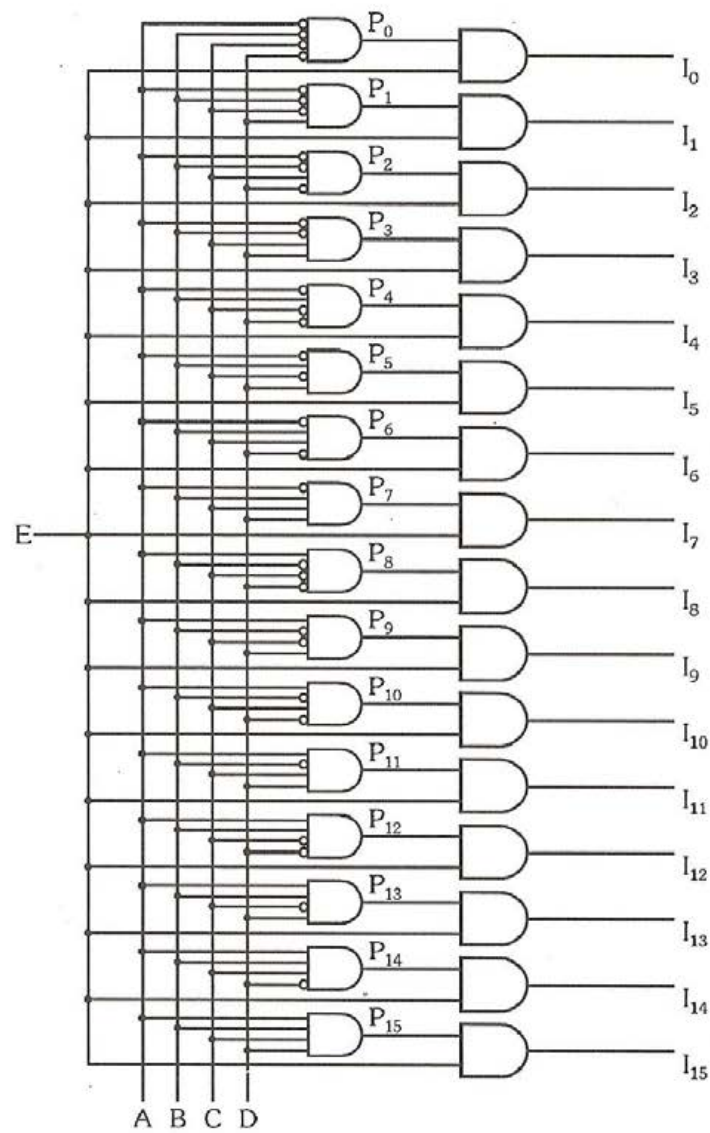 P₀
I₀
P₁
I₁
P₂
I₂
P₃
I₃
P₄
I₄
P₅
I₅
P₆
I₆
P₇
E
I₇
P₈
I₈
P₉
I₉
P₁₀
I₁₀
P₁₁
I₁₁
P₁₂
I₁₂
P₁₃
I₁₃
P₁₄
I₁₄
P₁₅
I₁₅
A B C D